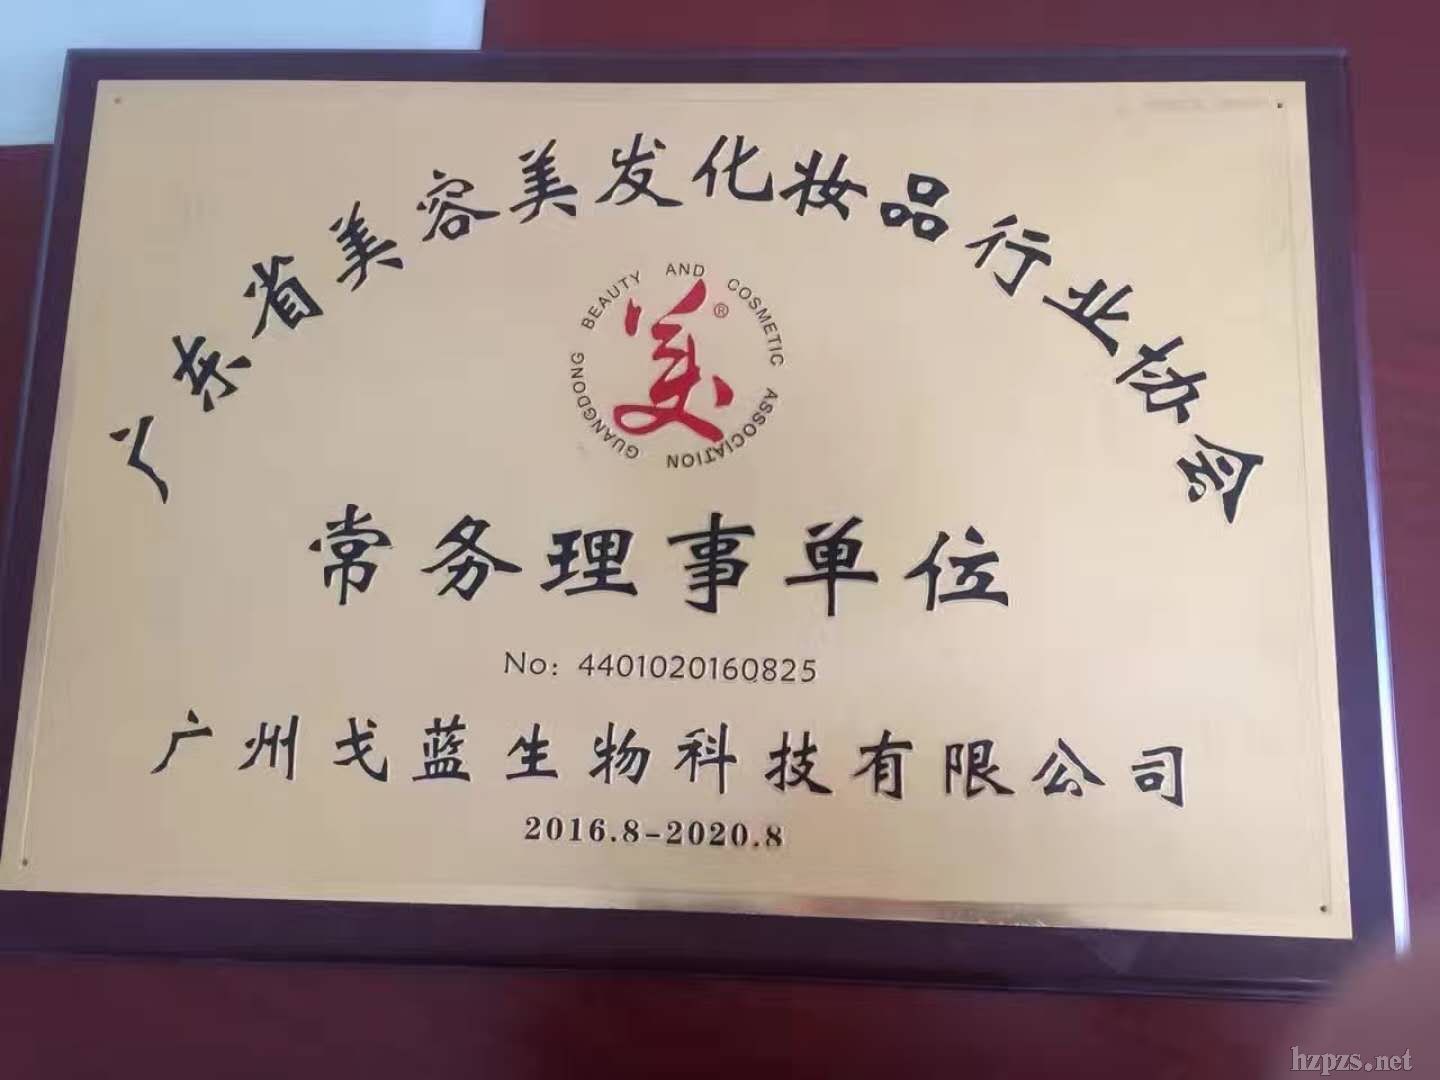 广东省美容美发化妆品行业协会
GUANGDONG BEAUTY AND COSMETIC ASSOCIATION
美®
常务理事单位
No: 4401020160825
广州戈蓝生物科技有限公司
2016.8-2020.8
hzpzs.net